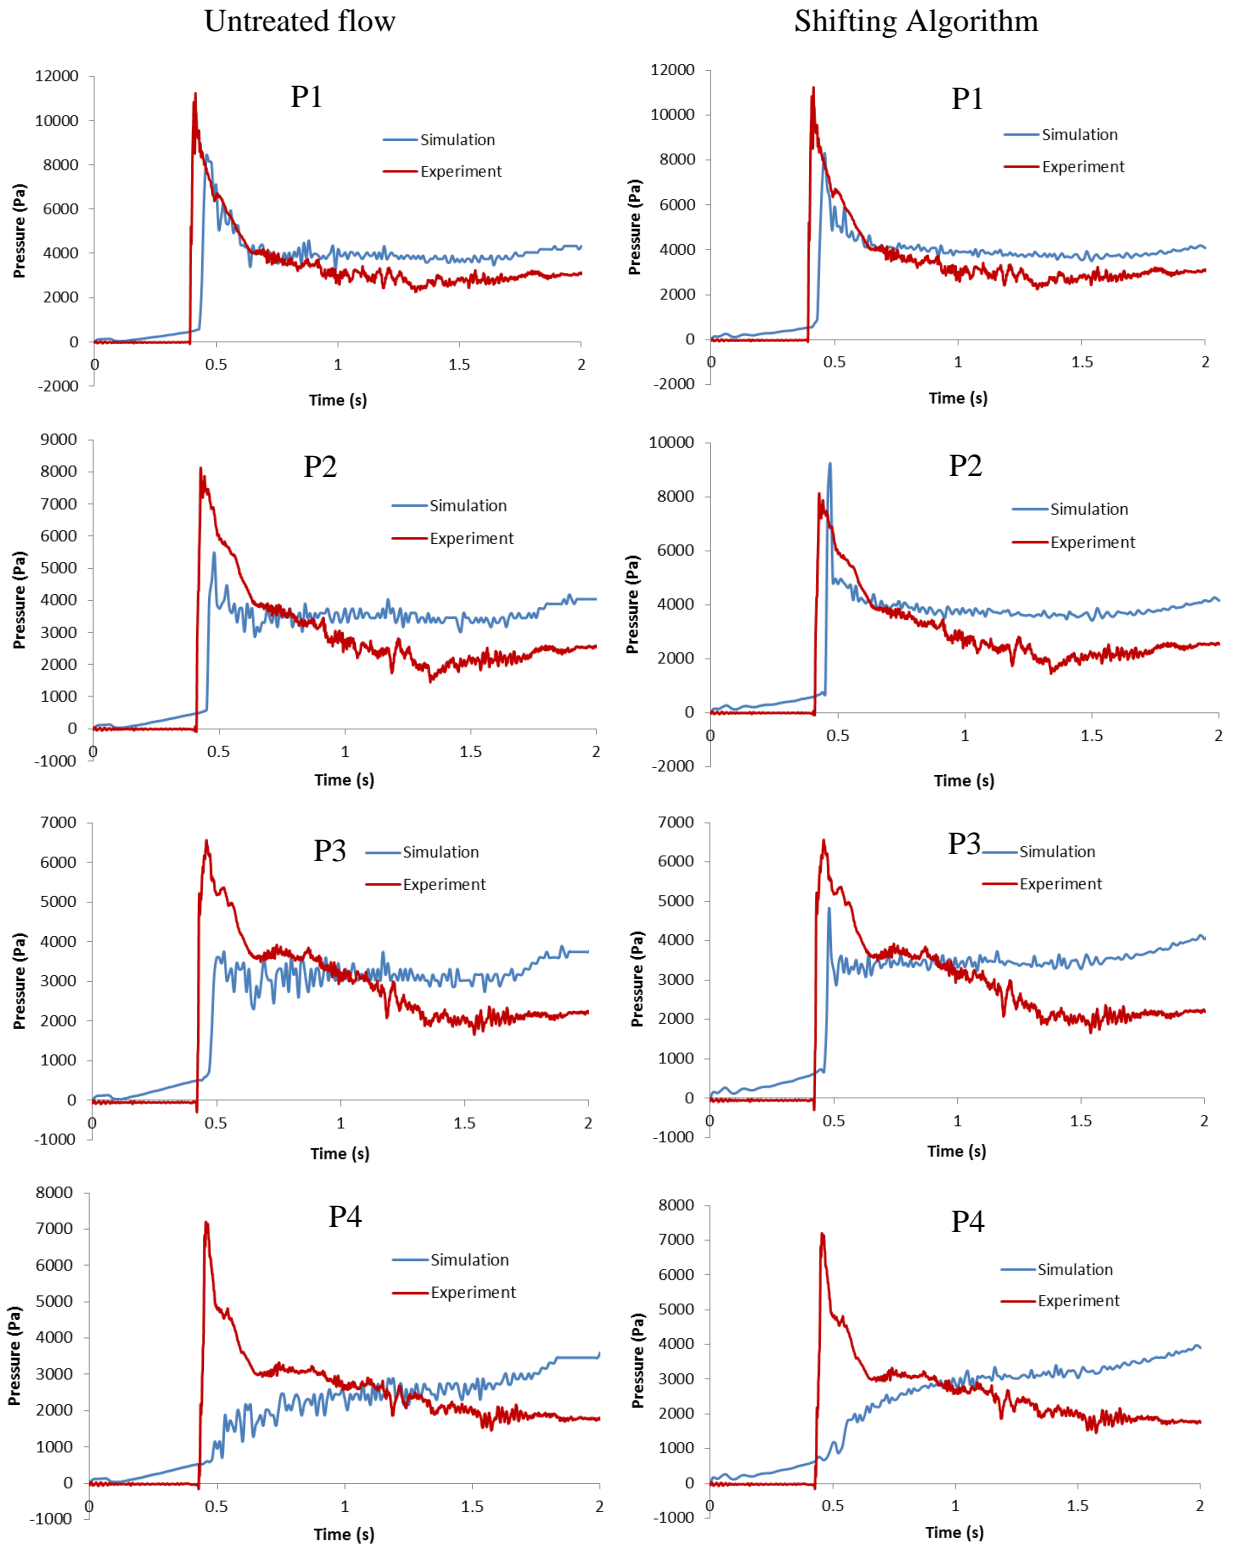 Untreated flow
Shifting Algorithm
P1
Simulation
Experiment
Pressure (Pa)
12000
10000
8000
6000
4000
2000
0
-2000
0 0.5 1 1.5 2
Time (s)
P1
Simulation
Experiment
Pressure (Pa)
12000
10000
8000
6000
4000
2000
0
-2000
0 0.5 1 1.5 2
Time (s)
P2
Simulation
Experiment
Pressure (Pa)
9000
8000
7000
6000
5000
4000
3000
2000
1000
0
-1000
0 0.5 1 1.5 2
Time (s)
P2
Simulation
Experiment
Pressure (Pa)
10000
8000
6000
4000
2000
0
-2000
0 0.5 1 1.5 2
Time (s)
P3
Simulation
Experiment
Pressure (Pa)
7000
6000
5000
4000
3000
2000
1000
0
-1000
0 0.5 1 1.5 2
Time (s)
P3
Simulation
Experiment
Pressure (Pa)
7000
6000
5000
4000
3000
2000
1000
0
-1000
0 0.5 1 1.5 2
Time (s)
P4
Simulation
Experiment
Pressure (Pa)
8000
7000
6000
5000
4000
3000
2000
1000
0
-1000
0 0.5 1 1.5 2
Time (s)
P4
Simulation
Experiment
Pressure (Pa)
8000
7000
6000
5000
4000
3000
2000
1000
0
-1000
0 0.5 1 1.5 2
Time (s)